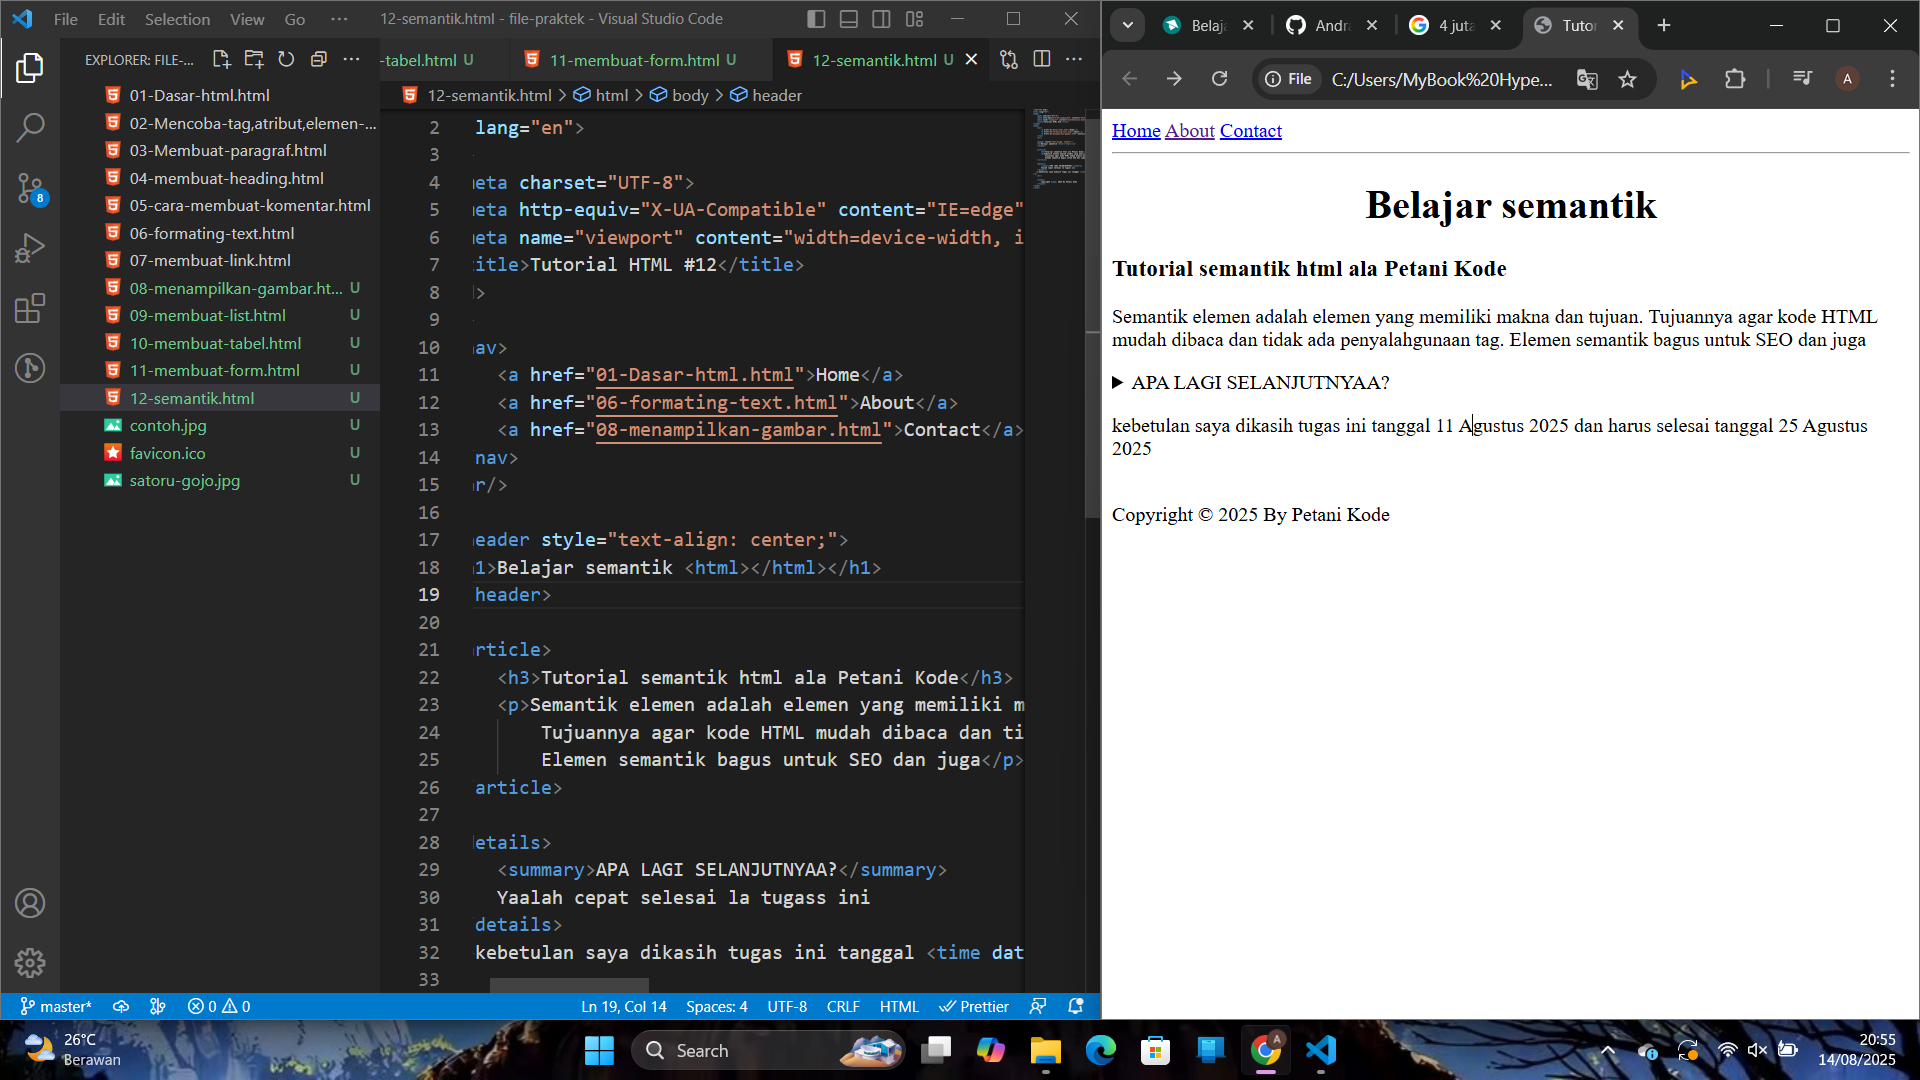 File Edit Selection View Go ··· 12-semantik.html - file-praktek - Visual Studio Code
EXPLORER: FILE-...
01-Dasar-html.html
02-Mencoba-tag,atribut,elemen-...
03-Membuat-paragraf.html
04-membuat-heading.html
05-cara-membuat-komentar.html
06-formating-text.html
07-membuat-link.html
08-menampilkan-gambar.ht... U
09-membuat-list.html U
10-membuat-tabel.html U
11-membuat-form.html U
12-semantik.html U
contoh.jpg U
favicon.ico U
satoru-gojo.jpg U
8
-tabel.html U 11-membuat-form.html U 12-semantik.html U
12-semantik.html > html > body > header
2 lang="en">
3
4 meta charset="UTF-8">
5 meta http-equiv="X-UA-Compatible" content="IE=edge"
6 meta name="viewport" content="width=device-width, i
7 title>Tutorial HTML #12</title>
8 >
9
10 nav>
11 <a href="01-Dasar-html.html">Home</a>
12 <a href="06-formating-text.html">About</a>
13 <a href="08-menampilkan-gambar.html">Contact</a>
14 nav>
15 r/>
16
17 eader style="text-align: center;">
18 1>Belajar semantik <html></html></h1>
19 header>
20
21 rticle>
22 <h3>Tutorial semantik html ala Petani Kode</h3>
23 <p>Semantik elemen adalah elemen yang memiliki m
24 Tujuannya agar kode HTML mudah dibaca dan ti
25 Elemen semantik bagus untuk SEO dan juga</p>
26 article>
27
28 etails>
29 <summary>APA LAGI SELANJUTNYAA?</summary>
30 Yaalah cepat selesai la tugass ini
31 details>
32 kebetulan saya dikasih tugas ini tanggal <time dat
33
master* 0 0 Ln 19, Col 14 Spaces: 4 UTF-8 CRLF HTML Prettier
Belaja Andra 4 juta Tutor
File C:/Users/MyBook%20Hype... A
Home About Contact
Belajar semantik
Tutorial semantik html ala Petani Kode
Semantik elemen adalah elemen yang memiliki makna dan tujuan. Tujuannya agar kode HTML
mudah dibaca dan tidak ada penyalahgunaan tag. Elemen semantik bagus untuk SEO dan juga
▶ APA LAGI SELANJUTNYAA?
kebetulan saya dikasih tugas ini tanggal 11 Agustus 2025 dan harus selesai tanggal 25 Agustus
2025
Copyright © 2025 By Petani Kode
26°C
Berawan
Search
20:55
14/08/2025